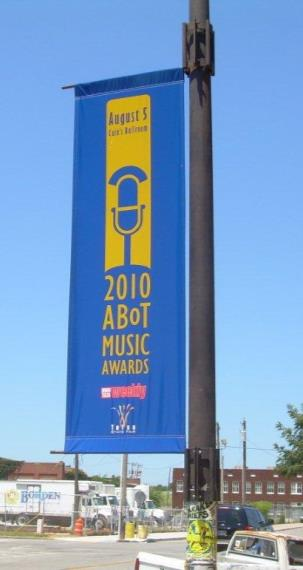 August 5
Cain's Ballroom
2010
ABoT
MUSIC
AWARDS
weekly
BORDEN